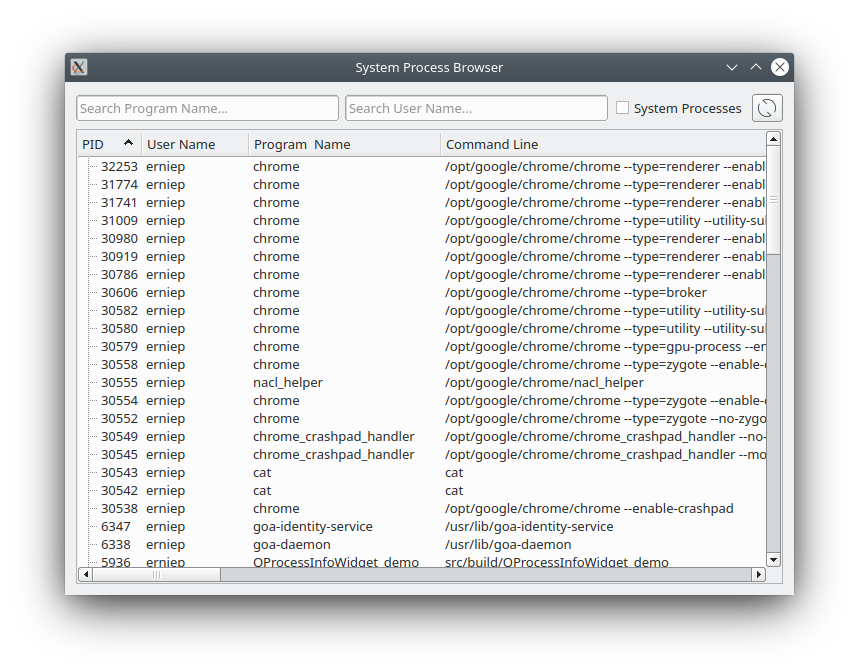 System Process Browser
Search Program Name... Search User Name... System Processes
PID User Name Program Name Command Line
32253 erniep chrome /opt/google/chrome/chrome --type=renderer --enabl
31774 erniep chrome /opt/google/chrome/chrome --type=renderer --enabl
31741 erniep chrome /opt/google/chrome/chrome --type=renderer --enabl
31009 erniep chrome /opt/google/chrome/chrome --type=utility --utility-sul
30980 erniep chrome /opt/google/chrome/chrome --type=renderer --enabl
30919 erniep chrome /opt/google/chrome/chrome --type=renderer --enabl
30786 erniep chrome /opt/google/chrome/chrome --type=renderer --enabl
30606 erniep chrome /opt/google/chrome/chrome --type=broker
30582 erniep chrome /opt/google/chrome/chrome --type=utility --utility-sul
30580 erniep chrome /opt/google/chrome/chrome --type=utility --utility-sul
30579 erniep chrome /opt/google/chrome/chrome --type=gpu-process --en
30558 erniep chrome /opt/google/chrome/chrome --type=zygote --enable-
30555 erniep nacl_helper /opt/google/chrome/nacl_helper
30554 erniep chrome /opt/google/chrome/chrome --type=zygote --enable-
30552 erniep chrome /opt/google/chrome/chrome --type=zygote --no-zygo
30549 erniep chrome_crashpad_handler /opt/google/chrome/chrome_crashpad_handler --no-
30545 erniep chrome_crashpad_handler /opt/google/chrome/chrome_crashpad_handler --mo
30543 erniep cat cat
30542 erniep cat cat
30538 erniep chrome /opt/google/chrome/chrome --enable-crashpad
6347 erniep goa-identity-service /usr/lib/goa-identity-service
6338 erniep goa-daemon /usr/lib/goa-daemon
5936 erniep QProcessInfoWidget_demo src/build/QProcessInfoWidget_demo